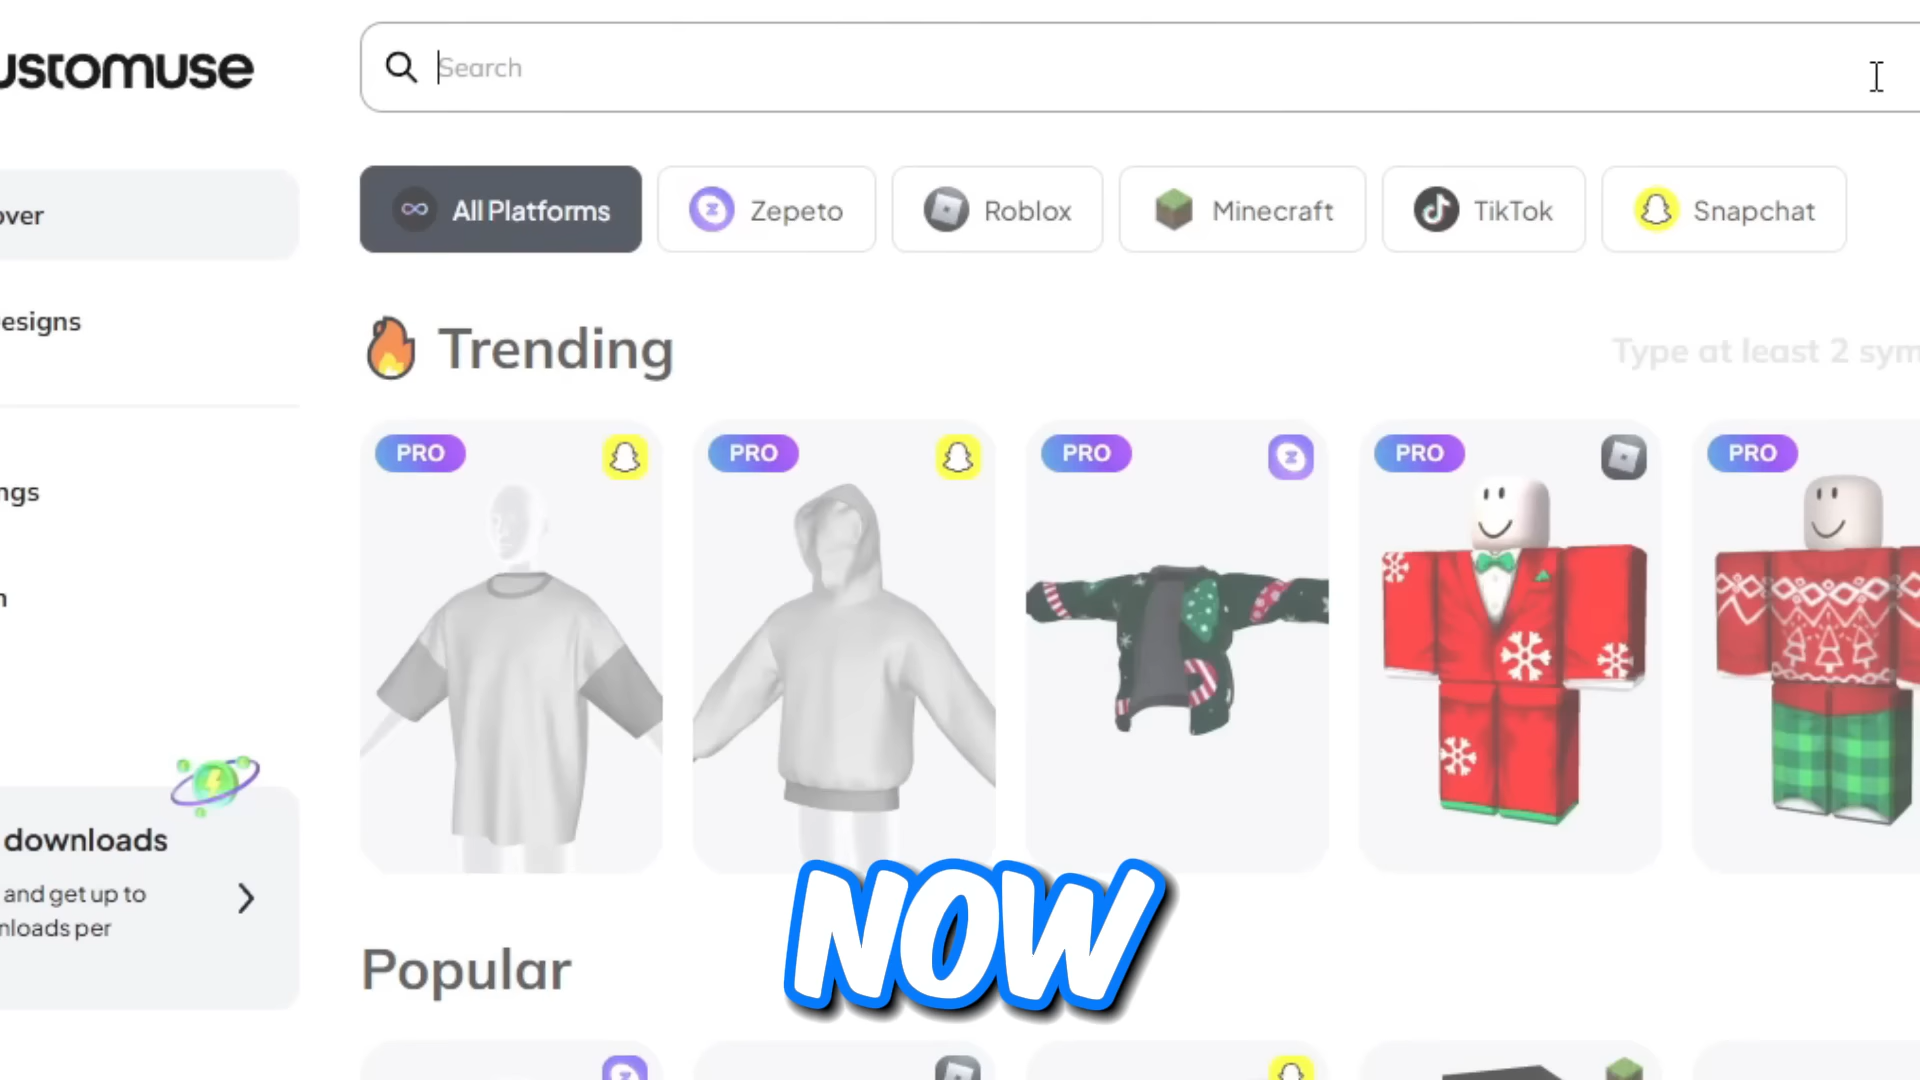 ustomuse
Search
over
All Platforms
Zepeto
Roblox
Minecraft
TikTok
Snapchat
esigns
Trending
Type at least 2 sym
PRO
PRO
PRO
PRO
PRO
ngs
n
downloads
and get up to
nloads per
NOW
Popular